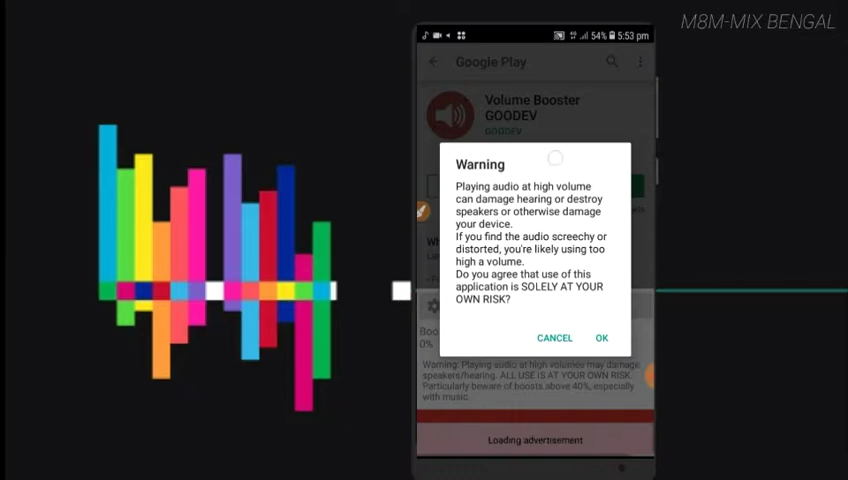 M8M-MIX BENGAL
54% 5:53 pm
Google Play
Volume Booster
GOODEV
GOODEV
Warning
Playing audio at high volume
can damage hearing or destroy
speakers or otherwise damage
your device.
If you find the audio screechy or
distorted, you're likely using too
high a volume.
Do you agree that use of this
application is SOLELY AT YOUR
OWN RISK?
CANCEL OK
Boo
0%
Warning: Playing audio at high volumes may damage
speakers/hearing. ALL USE IS AT YOUR OWN RISK.
Particularly beware of boosts above 40%, especially
with music.
Loading advertisement